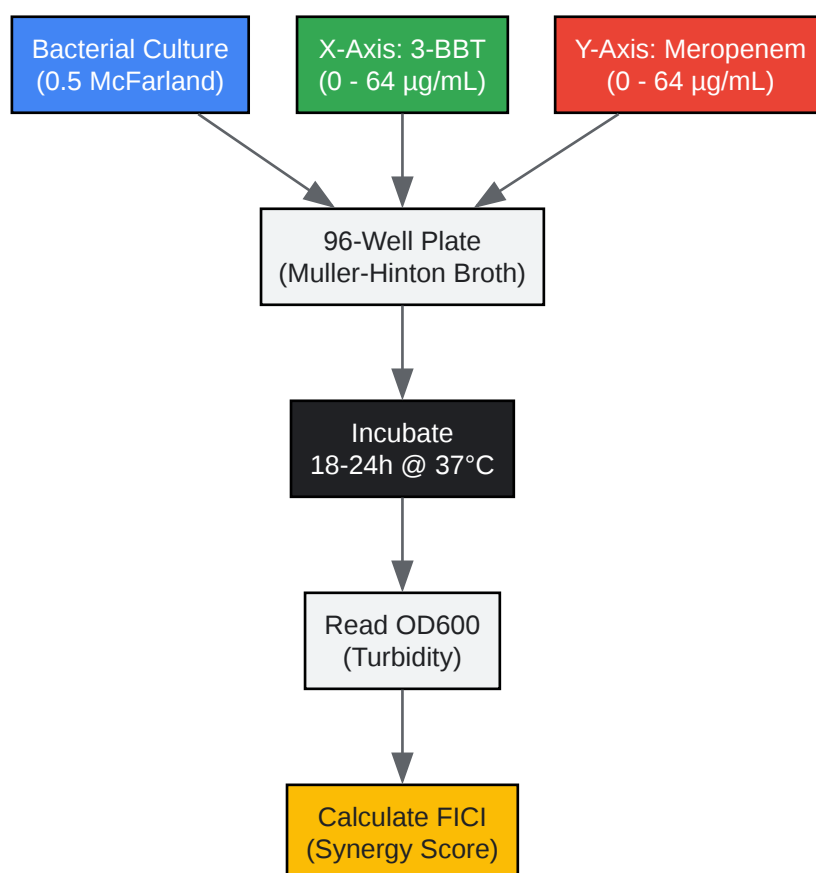 Bacterial Culture
(0.5 McFarland)
X-Axis: 3-BBT
(0 - 64 µg/mL)
Y-Axis: Meropenem
(0 - 64 µg/mL)
96-Well Plate
(Muller-Hinton Broth)
Incubate
18-24h @ 37°C
Read OD600
(Turbidity)
Calculate FICI
(Synergy Score)